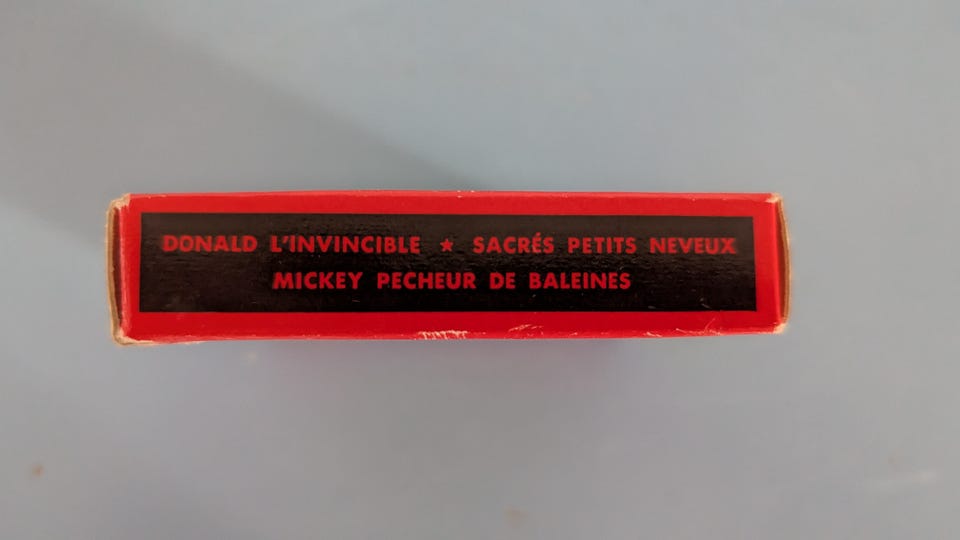 DONALD L'INVINCIBLE ★ SACRÉS PETITS NEVEUX
MICKEY PECHEUR DE BALEINES